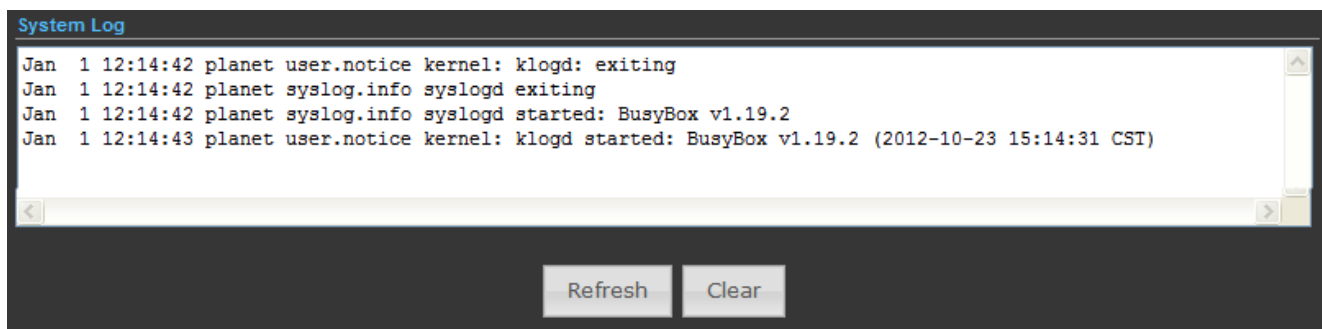 System Log
Jan  1 12:14:42 planet user.notice kernel: klogd: exiting
Jan  1 12:14:42 planet syslog.info syslogd exiting
Jan  1 12:14:42 planet syslog.info syslogd started: BusyBox v1.19.2
Jan  1 12:14:43 planet user.notice kernel: klogd started: BusyBox v1.19.2 (2012-10-23 15:14:31 CST)
Refresh Clear